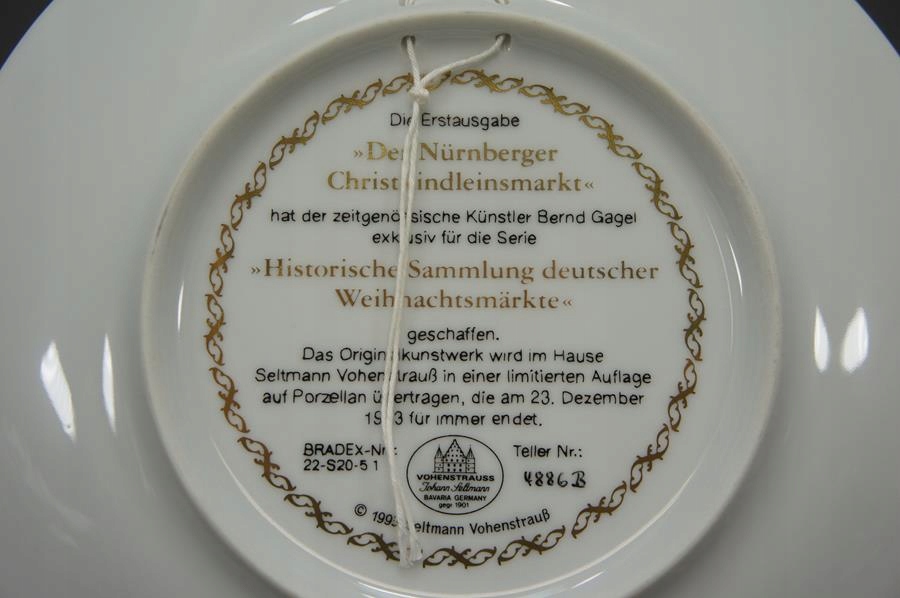 Die Erstausgabe
»Der Nürnberger
Christkindleinsmarkt«
hat der zeitgenössische Künstler Bernd Gagel
exklusiv für die Serie
»Historische Sammlung deutscher
Weihnachtsmärkte«
geschaffen.
Das Originalkunstwerk wird im Hause
Seltmann Vohenstrauß in einer limitierten Auflage
auf Porzellan übertragen, die am 23. Dezember
1993 für immer endet.
BRADEX-Nr.:
22-S20-5 1
VOHENSTRAUSS
Johann Seltmann
BAVARIA GERMANY
gegr 1901
Teller Nr.:
4886 B
© 1993 Seltmann Vohenstrauß